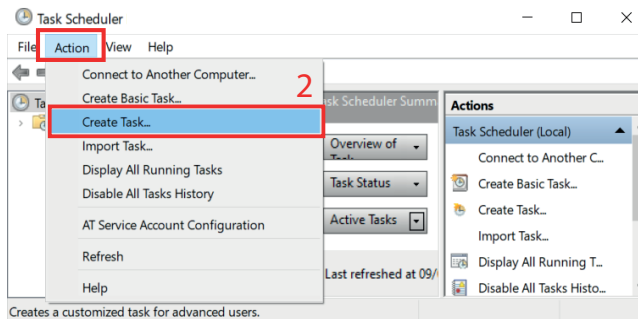 Task Scheduler
File Action View Help
Connect to Another Computer...
2
Create Basic Task...
Create Task...
Import Task...
Display All Running Tasks
Disable All Tasks History
AT Service Account Configuration
Refresh
Help
Ta
Task Scheduler Summ
Overview of
Task Status
Active Tasks
Last refreshed at 09/
Actions
Task Scheduler (Local)
Connect to Another C...
Create Basic Task...
Create Task...
Import Task...
Display All Running T...
Disable All Tasks Histo...
Creates a customized task for advanced users.